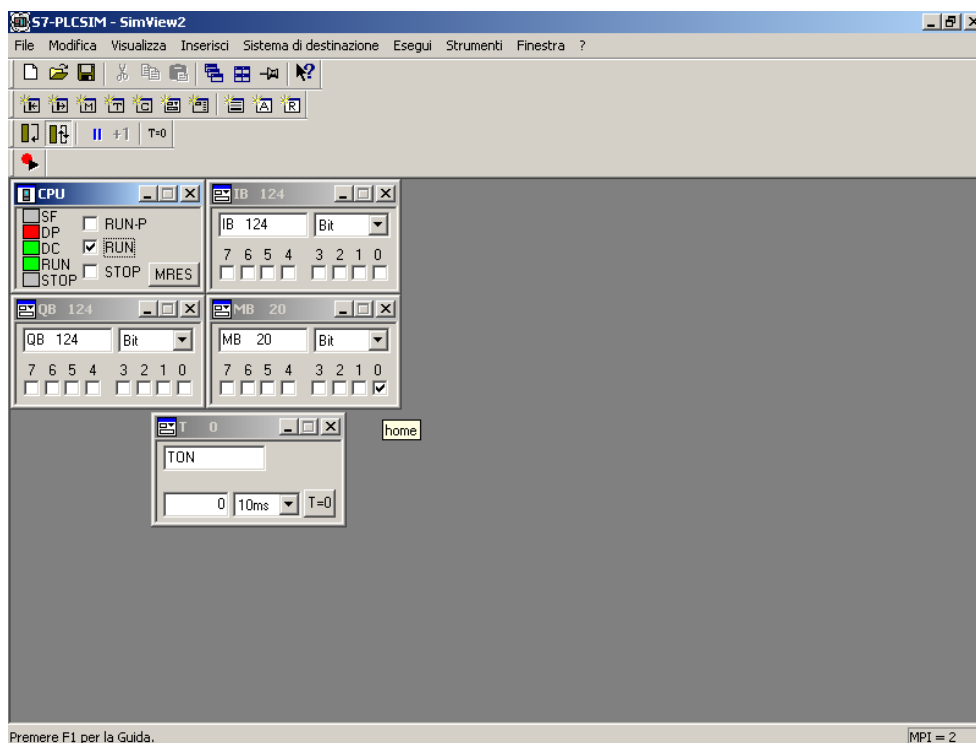 S7-PLCSIM - SimView2
File Modifica Visualizza Inserisci Sistema di destinazione Esegui Strumenti Finestra ?
+1 T=0
CPU
SF
DP
DC
RUN
STOP
RUN-P
RUN
STOP
MRES
IB 124
IB 124 Bit
7 6 5 4 3 2 1 0
QB 124
QB 124 Bit
7 6 5 4 3 2 1 0
MB 20
MB 20 Bit
7 6 5 4 3 2 1 0
home
T 0
TON
0 10ms T=0
Premere F1 per la Guida. MPI = 2